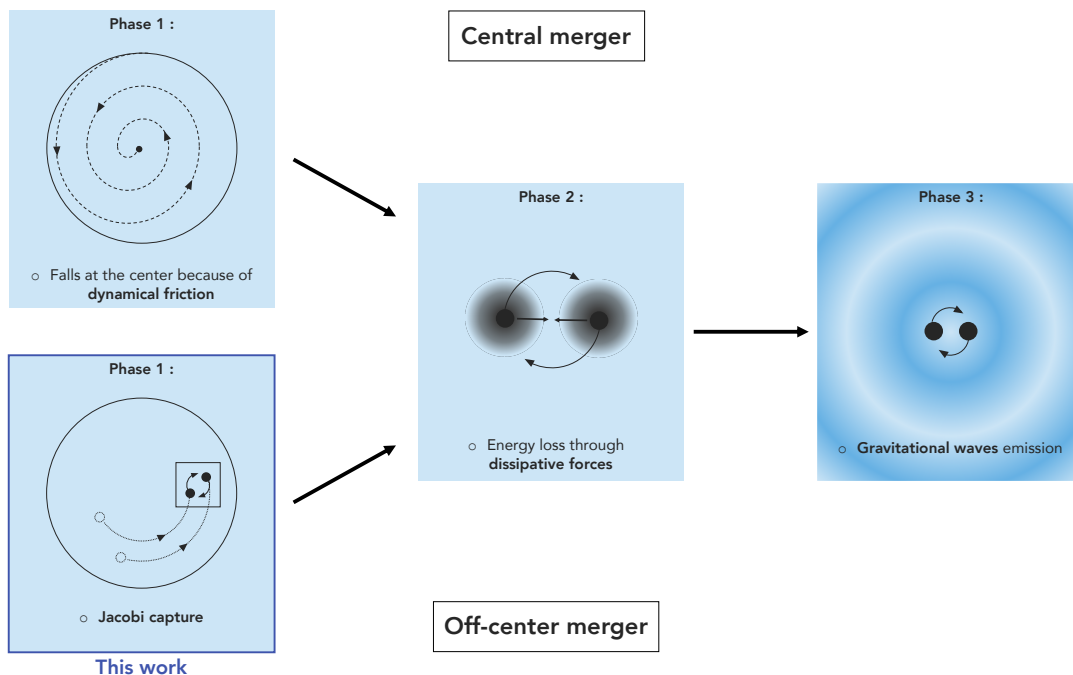 Central merger
Phase 1 :
○ Falls at the center because of
dynamical friction
Phase 1 :
○ Jacobi capture
This work
Phase 2 :
○ Energy loss through
dissipative forces
Phase 3 :
○ Gravitational waves emission
Off-center merger